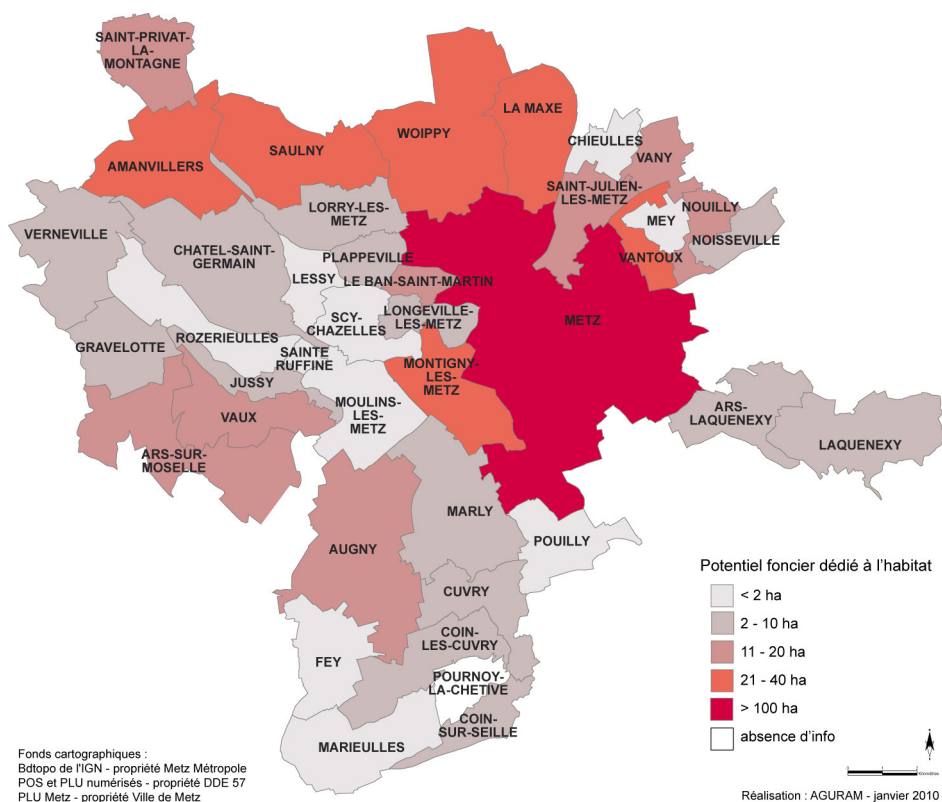 SAINT-PRIVAT-
LA-
MONTAGNE
LA MAXE
WOIPPY
CHIEULLES
SAULNY
VANY
AMANVILLERS
SAINT-JULIEN-
LES-METZ
LORRY-LES-
METZ
NOUILLY
MEY
VERNEVILLE
NOISSEVILLE
CHATEL-SAINT-
GERMAIN
PLAPPEVILLE
VANTOUX
LESSY
LE BAN-SAINT-MARTIN
SCY-
CHAZELLES
LONGEVILLE-
LES-METZ
METZ
ROZERIEULLES
GRAVELOTTE
SAINTE
RUFFINE
MONTIGNY-
LES-
METZ
JUSSY
MOULINS-
LES-
METZ
ARS-
LAQUENEXY
VAUX
LAQUENEXY
ARS-SUR-
MOSELLE
MARLY
POUILLY
AUGNY
CUVRY
COIN-
LES-CUVRY
FEY
POURNOY-
LA-CHETIVE
COIN-
SUR-SEILLE
MARIEULLES
Potentiel foncier dédié à l'habitat
< 2 ha
2 - 10 ha
11 - 20 ha
21 - 40 ha
> 100 ha
absence d'info
Fonds cartographiques :
Bdtopo de l'IGN - propriété Metz Métropole
POS et PLU numérisés - propriété DDE 57
PLU Metz - propriété Ville de Metz
Réalisation : AGURAM - janvier 2010